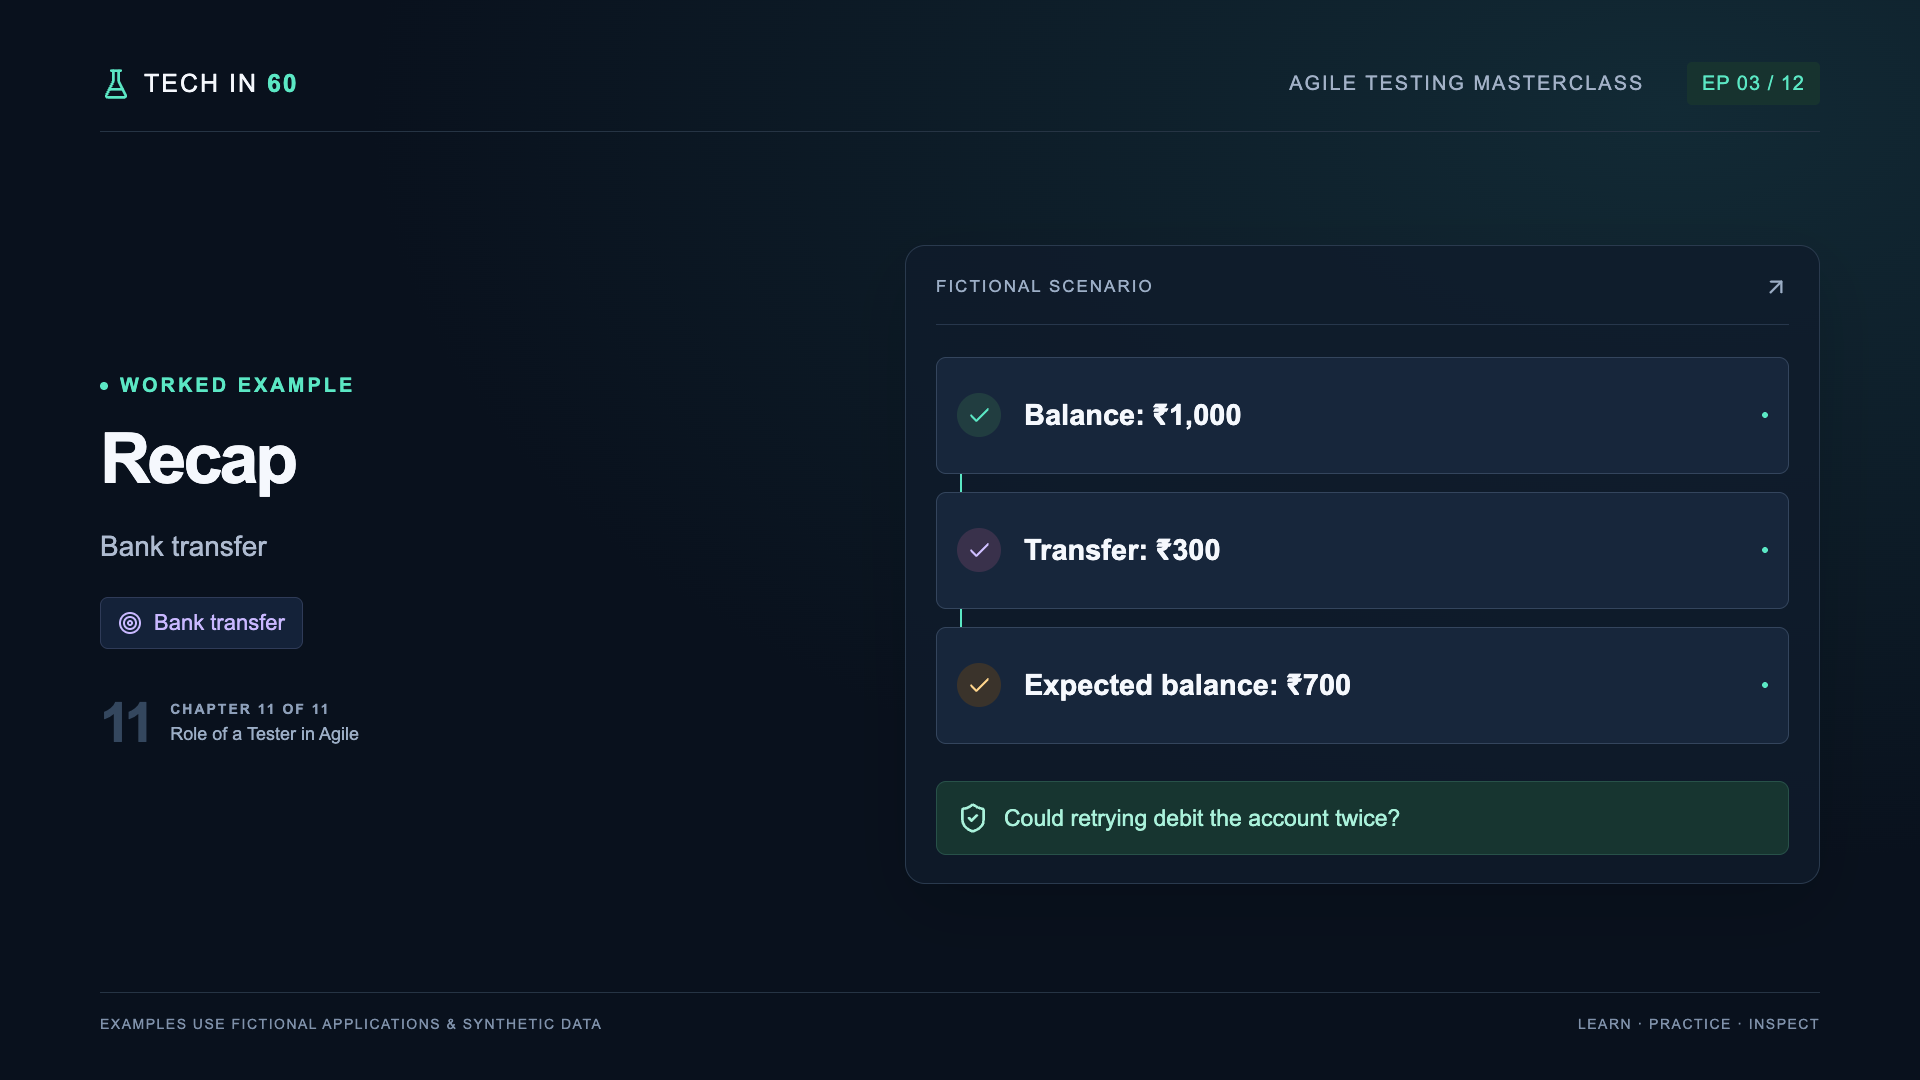 TECH IN 60
AGILE TESTING MASTERCLASS
EP 03 / 12
WORKED EXAMPLE
Recap
Bank transfer
Bank transfer
11
CHAPTER 11 OF 11
Role of a Tester in Agile
FICTIONAL SCENARIO
Balance: ₹1,000
Transfer: ₹300
Expected balance: ₹700
Could retrying debit the account twice?
EXAMPLES USE FICTIONAL APPLICATIONS & SYNTHETIC DATA
LEARN · PRACTICE · INSPECT